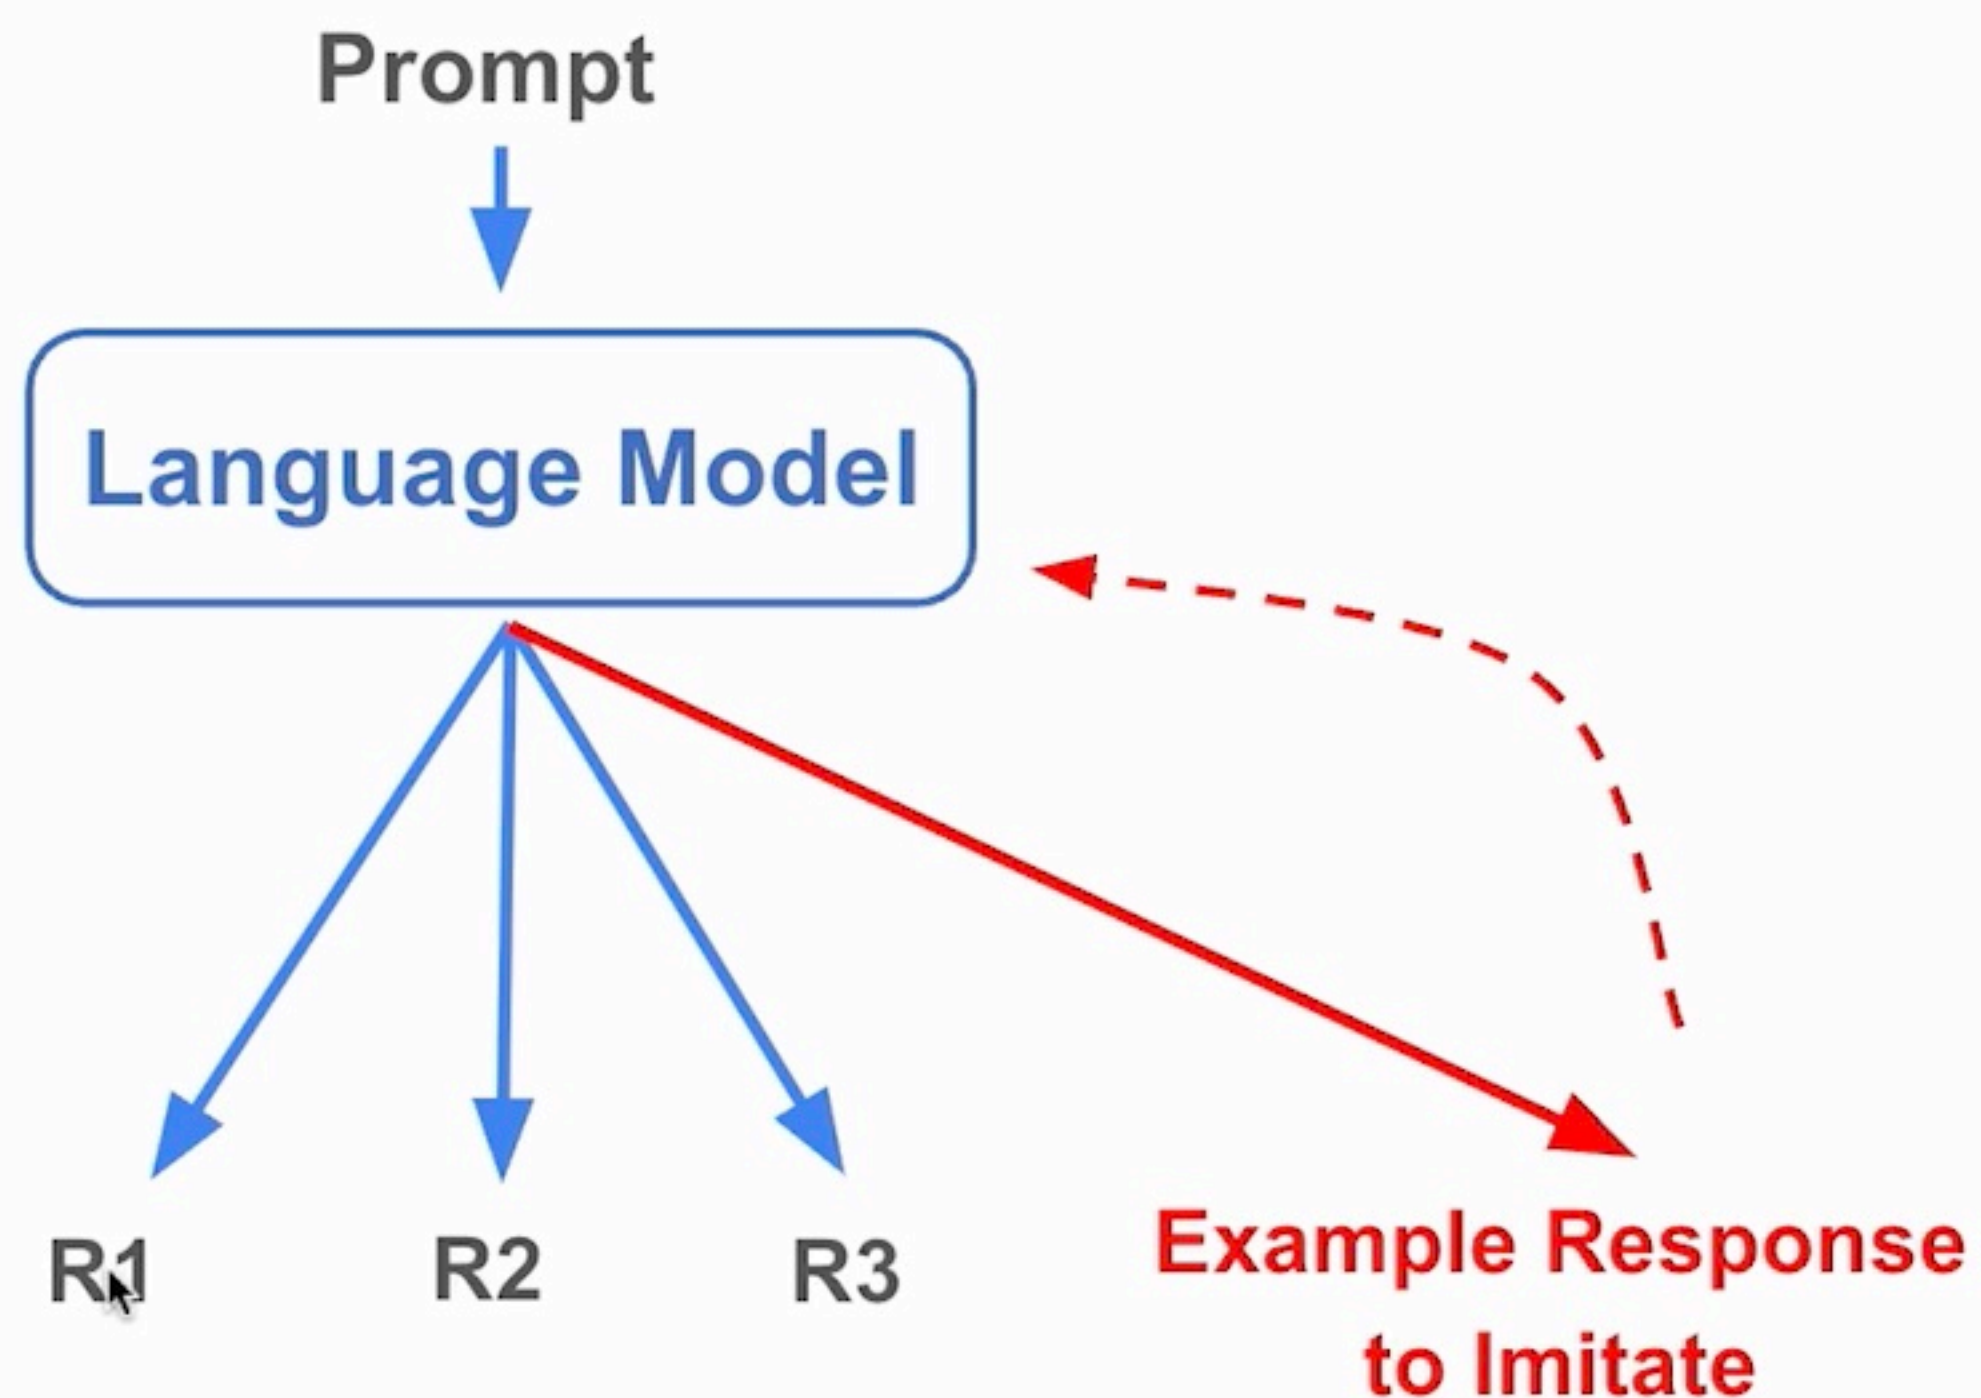 Prompt
Language Model
R1
R2
R3
Example Response
to Imitate